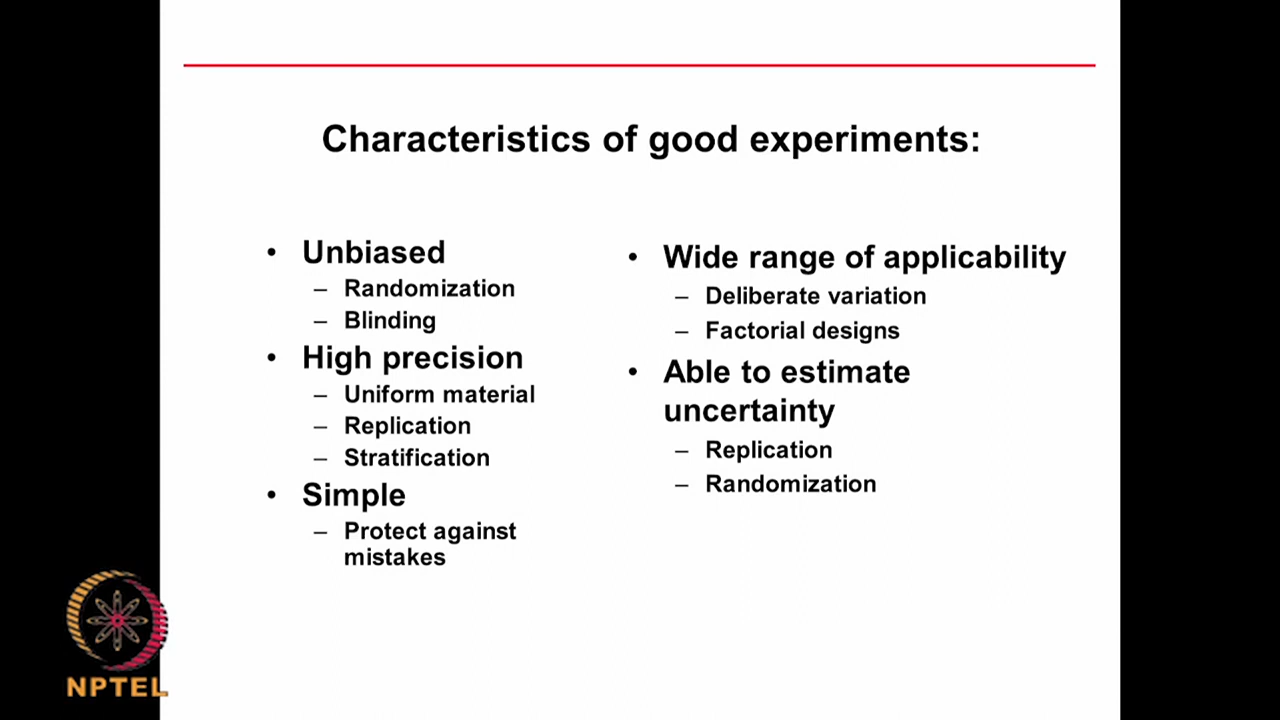 Characteristics of good experiments:
• Unbiased
– Randomization
– Blinding
• High precision
– Uniform material
– Replication
– Stratification
• Simple
– Protect against
mistakes
• Wide range of applicability
– Deliberate variation
– Factorial designs
• Able to estimate
uncertainty
– Replication
– Randomization
NPTEL